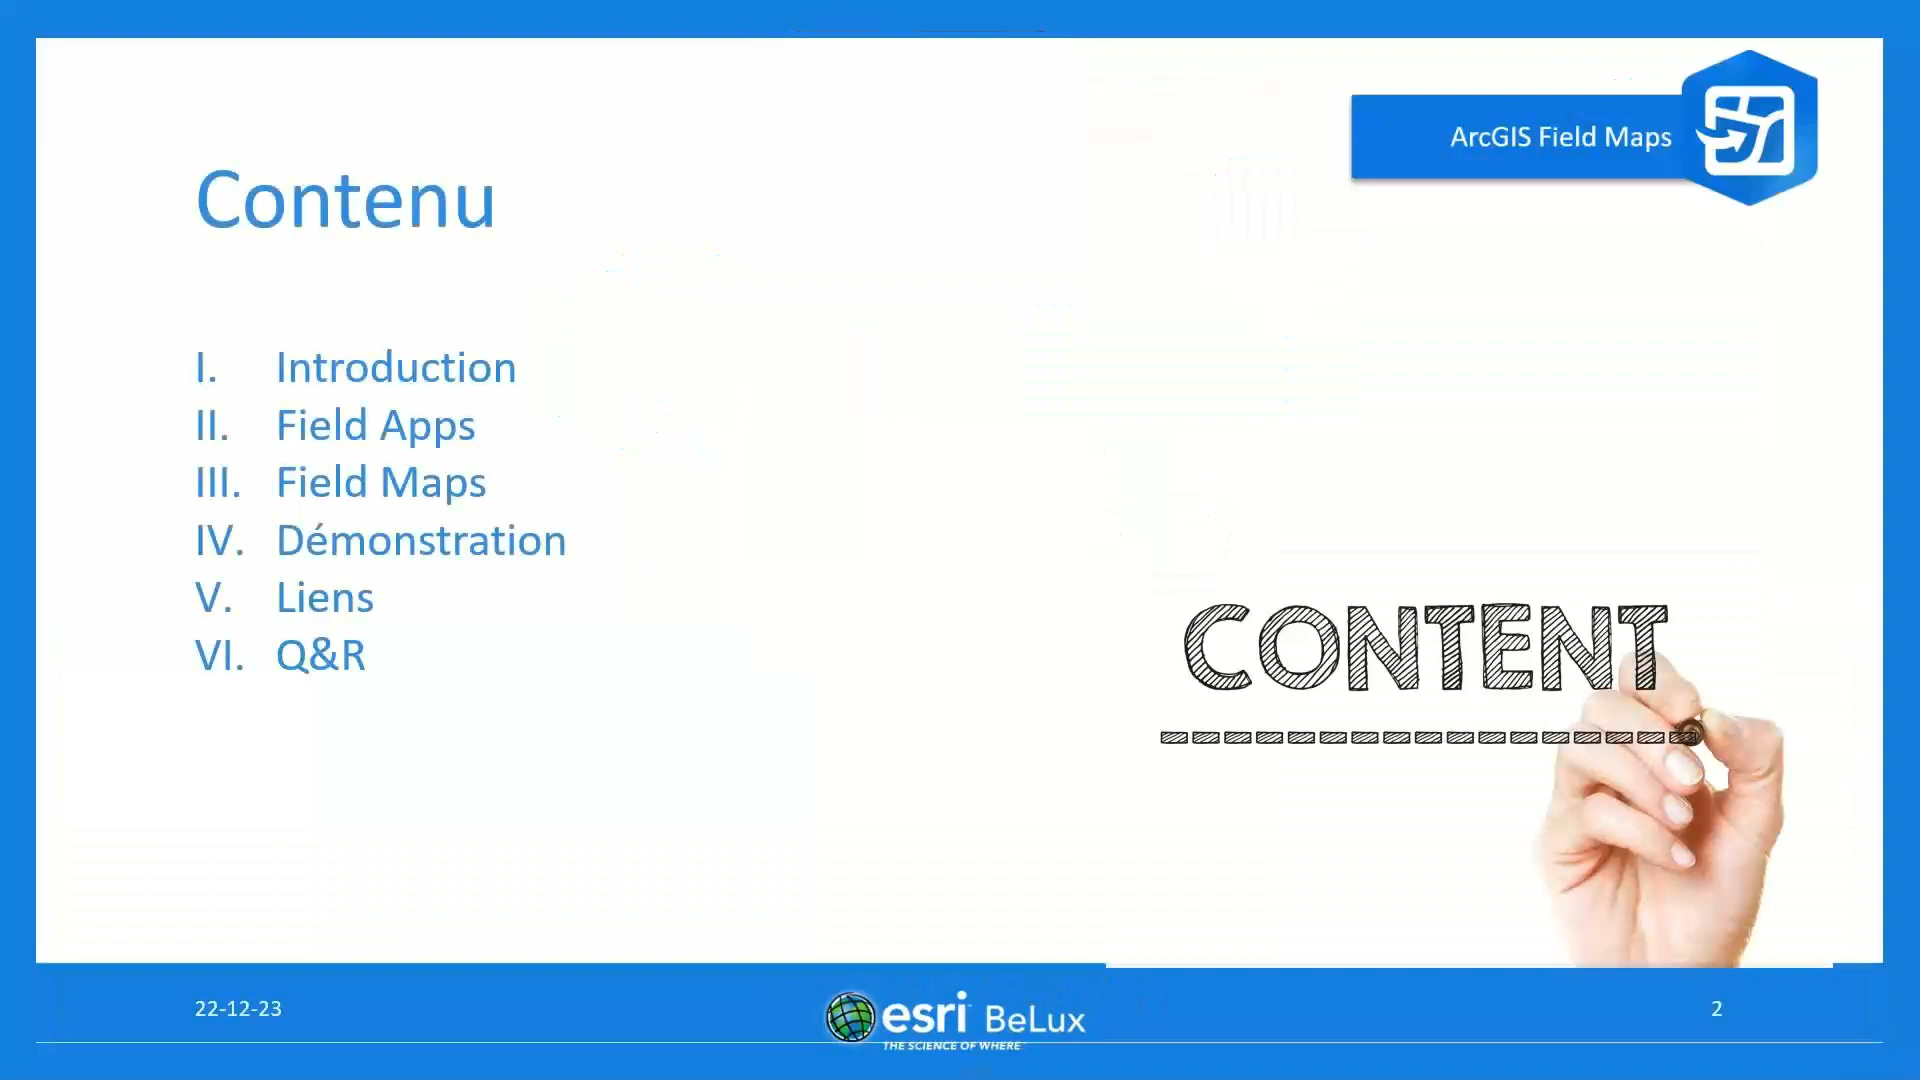 ArcGIS Field Maps
Contenu
I. Introduction
II. Field Apps
III. Field Maps
IV. Démonstration
V. Liens
VI. Q&R
CONTENT
22-12-23
esri BeLux
THE SCIENCE OF WHERE
2